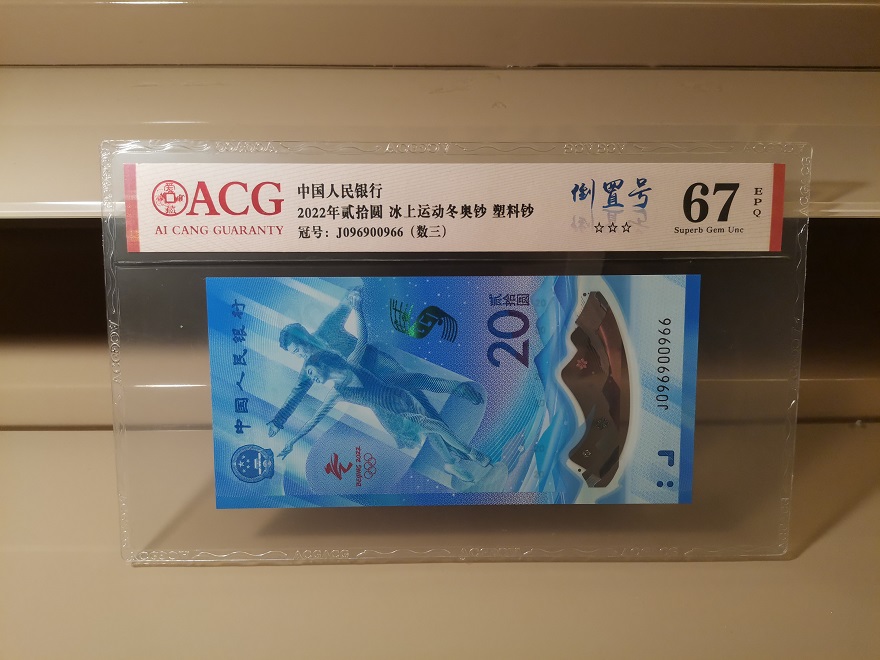 ACG
AI CANG GUARANTY
中国人民银行
2022年贰拾圆 冰上运动冬奥钞 塑料钞
冠号：J096900966（数三）
倒置号
☆☆☆
67
EPQ
Superb Gem Unc
中国人民银行
BEIJING 2022
20
贰拾圆
J096900966